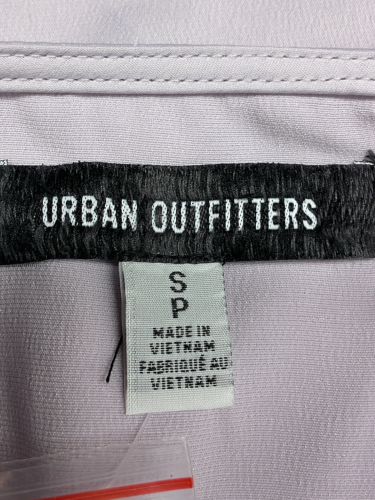 URBAN OUTFITTERS
S
P
MADE IN
VIETNAM
FABRIQUÉ AU
VIETNAM